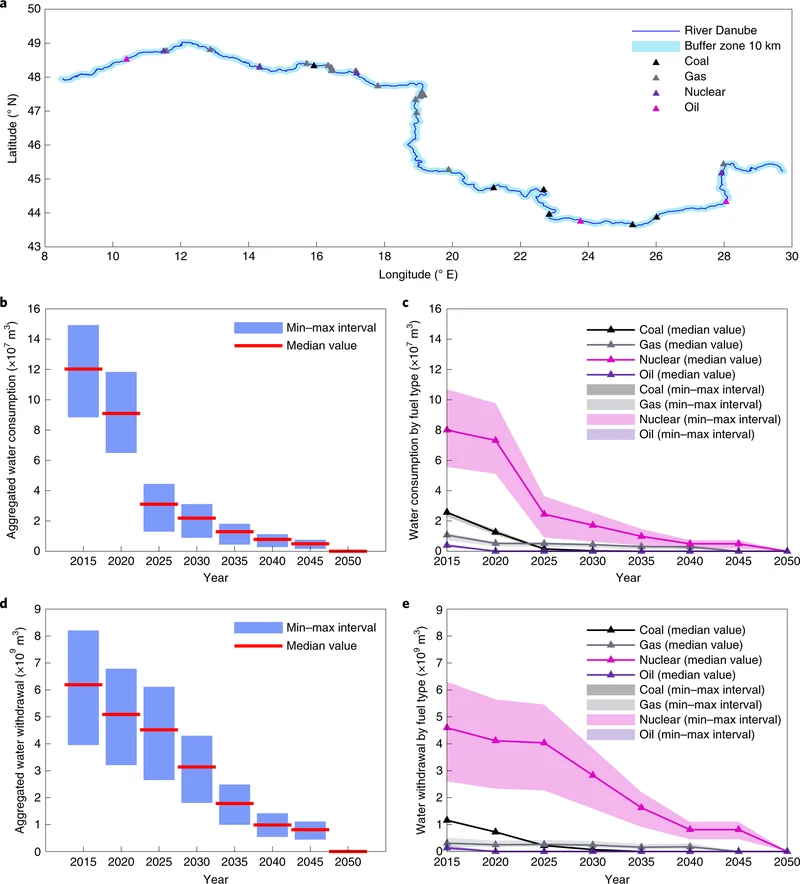 a
50
49
48
47
46
45
44
43
Latitude (° N)
8 10 12 14 16 18 20 22 24 26 28 30
Longitude (° E)
River Danube
Buffer zone 10 km
Coal
Gas
Nuclear
Oil
b
16
14
12
10
8
6
4
2
0
Aggregated water consumption (×10⁷ m³)
2015 2020 2025 2030 2035 2040 2045 2050
Year
Min–max interval
Median value
c
16
14
12
10
8
6
4
2
0
Water consumption by fuel type (×10⁷ m³)
2015 2020 2025 2030 2035 2040 2045 2050
Year
Coal (median value)
Gas (median value)
Nuclear (median value)
Oil (median value)
Coal (min–max interval)
Gas (min–max interval)
Nuclear (min–max interval)
Oil (min–max interval)
d
9
8
7
6
5
4
3
2
1
0
Aggregated water withdrawal (×10⁹ m³)
2015 2020 2025 2030 2035 2040 2045 2050
Year
Min–max interval
Median value
e
9
8
7
6
5
4
3
2
1
0
Water withdrawal by fuel type (×10⁹ m³)
2015 2020 2025 2030 2035 2040 2045 2050
Year
Coal (median value)
Gas (median value)
Nuclear (median value)
Oil (median value)
Coal (min–max interval)
Gas (min–max interval)
Nuclear (min–max interval)
Oil (min–max interval)